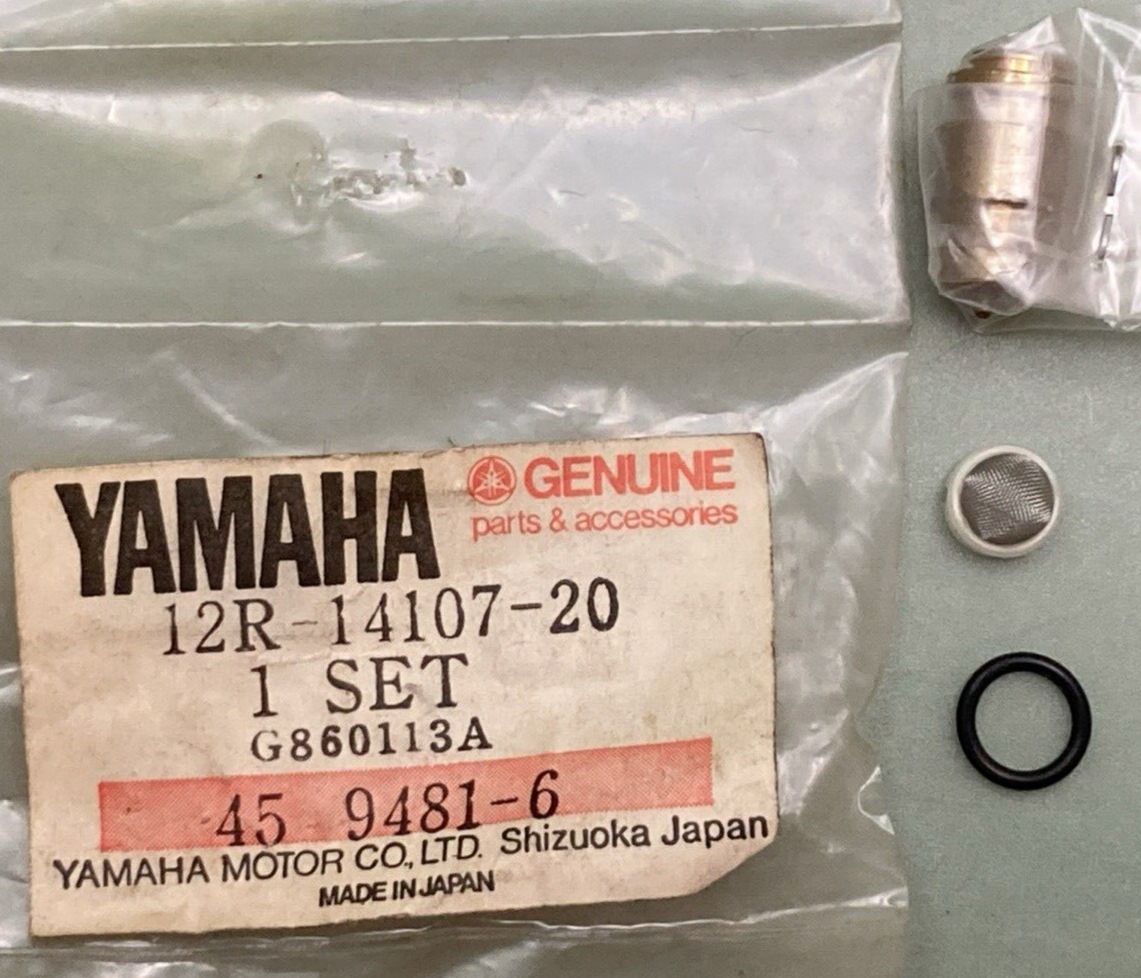 YAMAHA GENUINE
parts & accessories
12R-14107-20
1 SET
G860113A
45 9481-6
YAMAHA MOTOR CO., LTD. Shizuoka Japan
MADE IN JAPAN